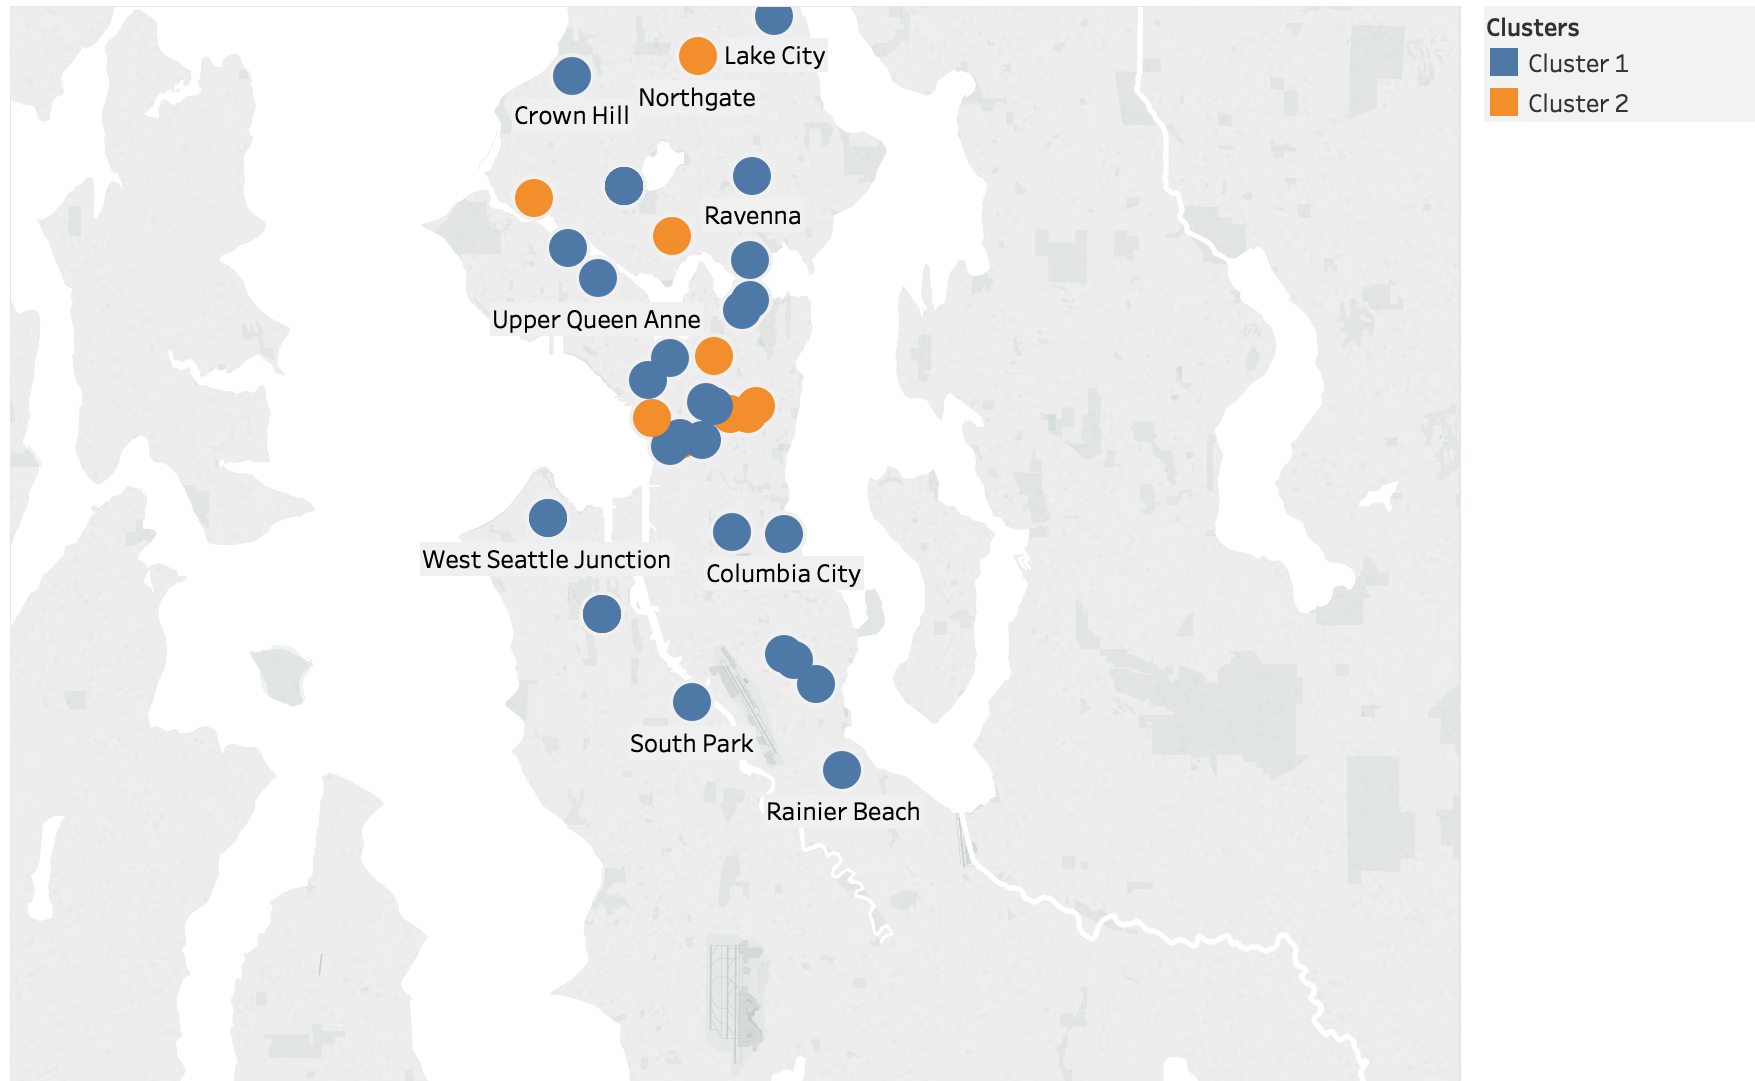 Lake City
Northgate
Crown Hill
Ravenna
Upper Queen Anne
West Seattle Junction
Columbia City
South Park
Rainier Beach
Clusters
Cluster 1
Cluster 2